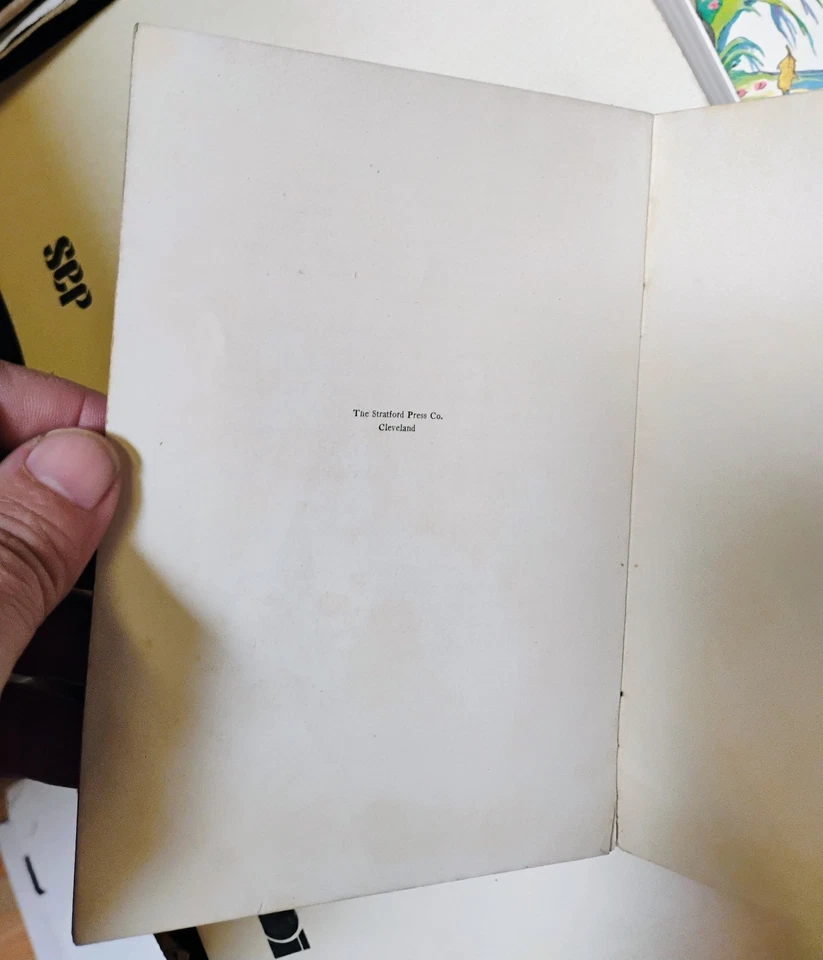 The Stratford Press Co.
Cleveland
sep